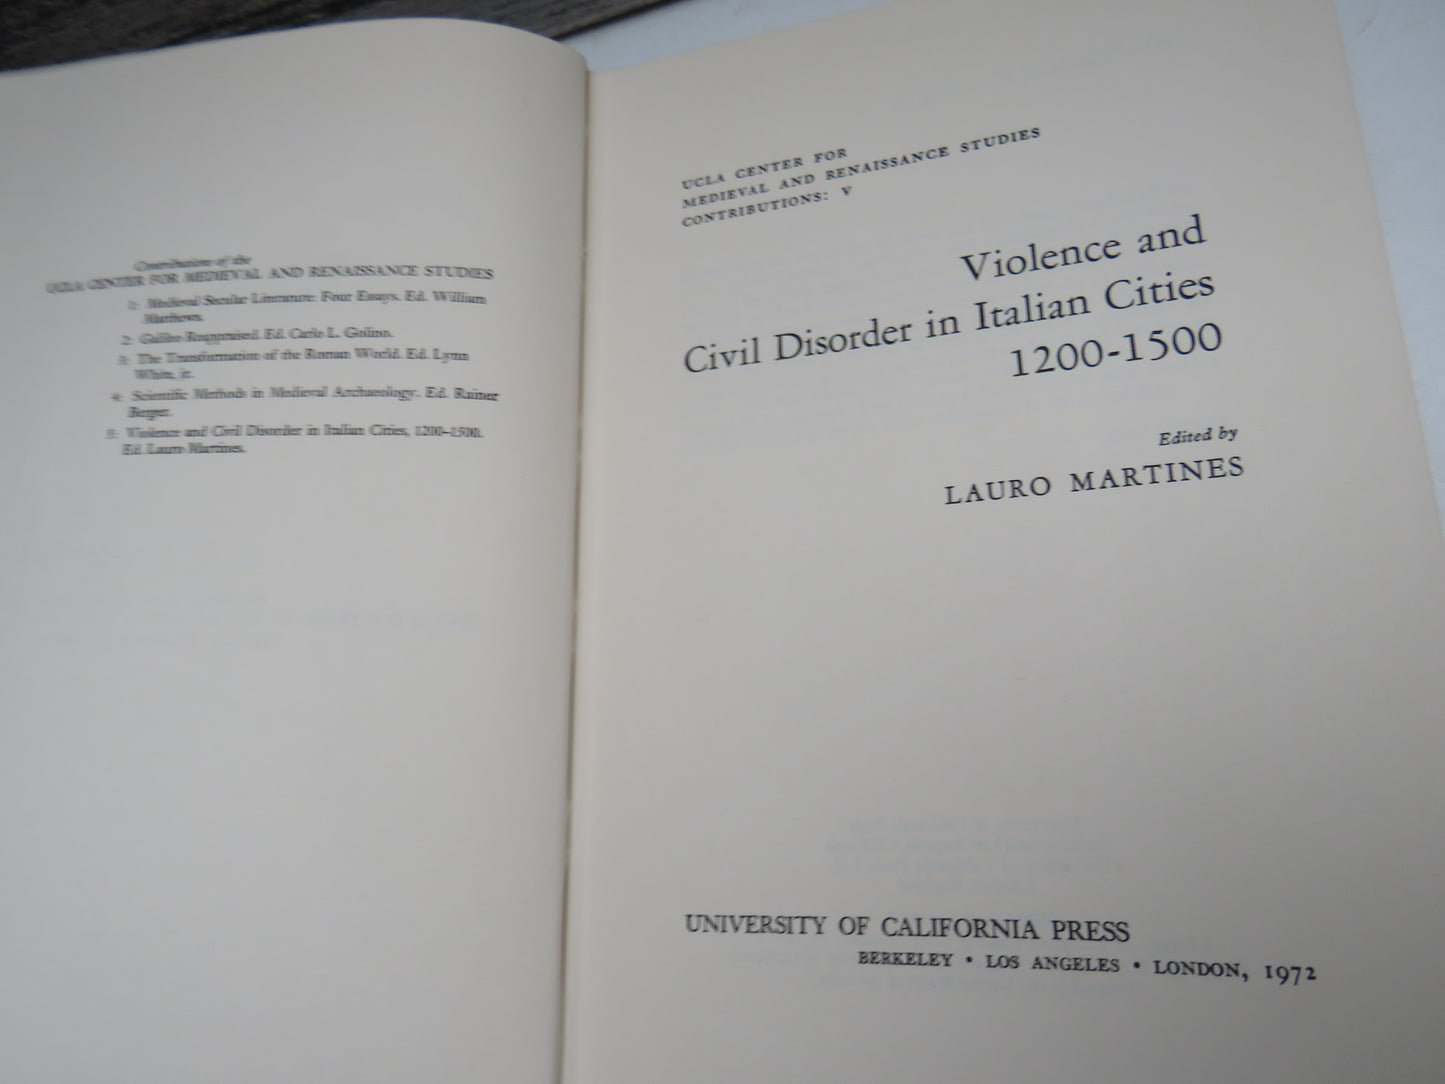 Contributions of the
UCLA CENTER FOR MEDIEVAL AND RENAISSANCE STUDIES
1: Medieval Secular Literature: Four Essays. Ed. William
Matthews.
2: Galileo Reappraised. Ed. Carlo L. Golino.
3: The Transformation of the Roman World. Ed. Lynn
White, jr.
4: Scientific Methods in Medieval Archaeology. Ed. Rainer
Berger.
5: Violence and Civil Disorder in Italian Cities, 1200–1500.
Ed. Lauro Martines.
UCLA CENTER FOR
MEDIEVAL AND RENAISSANCE STUDIES
CONTRIBUTIONS: V
Violence and
Civil Disorder in Italian Cities
1200-1500
Edited by
LAURO MARTINES
UNIVERSITY OF CALIFORNIA PRESS
BERKELEY • LOS ANGELES • LONDON, 1972